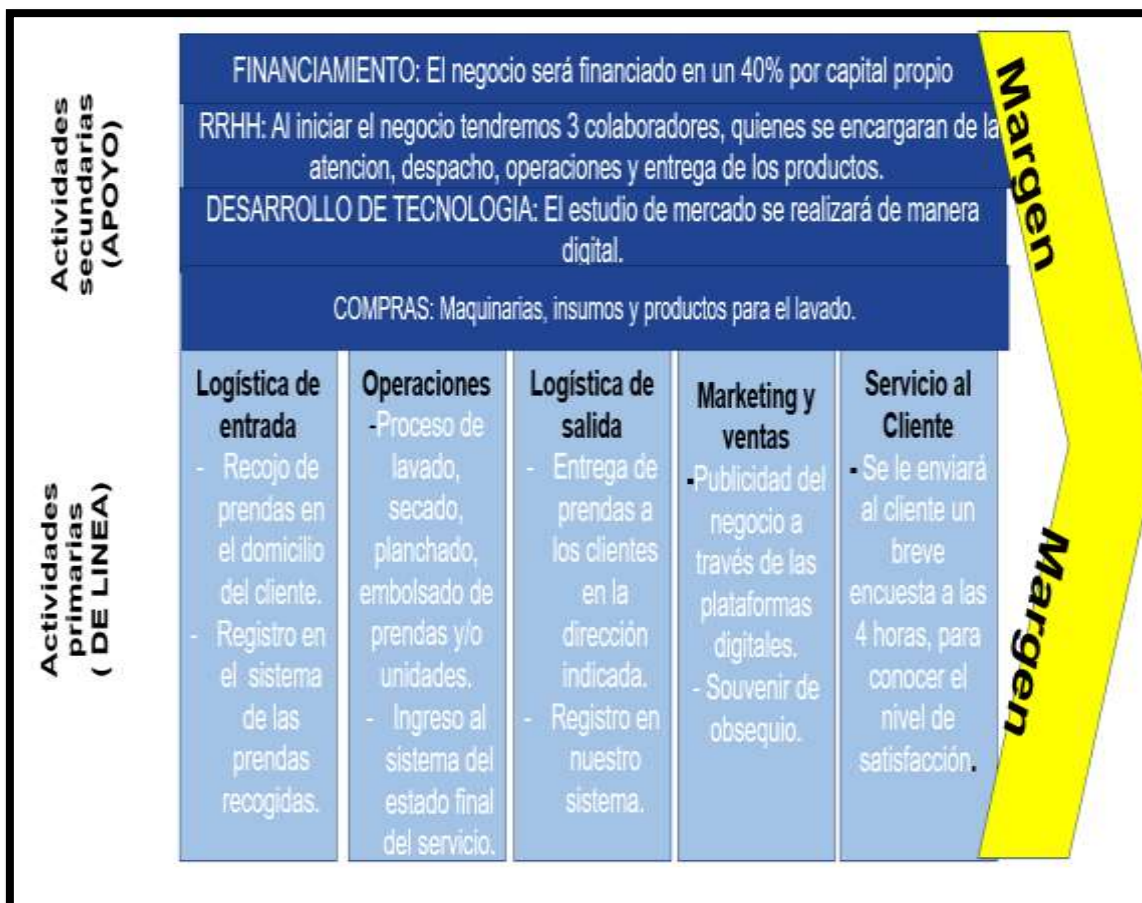 Actividades
secundarias
(APOYO)
FINANCIAMIENTO: El negocio será financiado en un 40% por capital propio
RRHH: Al iniciar el negocio tendremos 3 colaboradores, quienes se encargaran de la
atencion, despacho, operaciones y entrega de los productos.
DESARROLLO DE TECNOLOGIA: El estudio de mercado se realizará de manera
digital.
COMPRAS: Maquinarias, insumos y productos para el lavado.
Margen
Actividades
primarias
( DE LINEA)
Logística de
entrada
- Recojo de
prendas en
el domicilio
del cliente.
- Registro en
el sistema
de las
prendas
recogidas.
Operaciones
-Proceso de
lavado,
secado,
planchado,
embolsado de
prendas y/o
unidades.
- Ingreso al
sistema del
estado final
del servicio.
Logística de
salida
- Entrega de
prendas a
los clientes
en la
dirección
indicada.
- Registro en
nuestro
sistema.
Marketing y
ventas
-Publicidad del
negocio a
través de las
plataformas
digitales.
- Souvenir de
obsequio.
Servicio al
Cliente
- Se le enviará
al cliente un
breve
encuesta a las
4 horas, para
conocer el
nivel de
satisfacción.
Margen